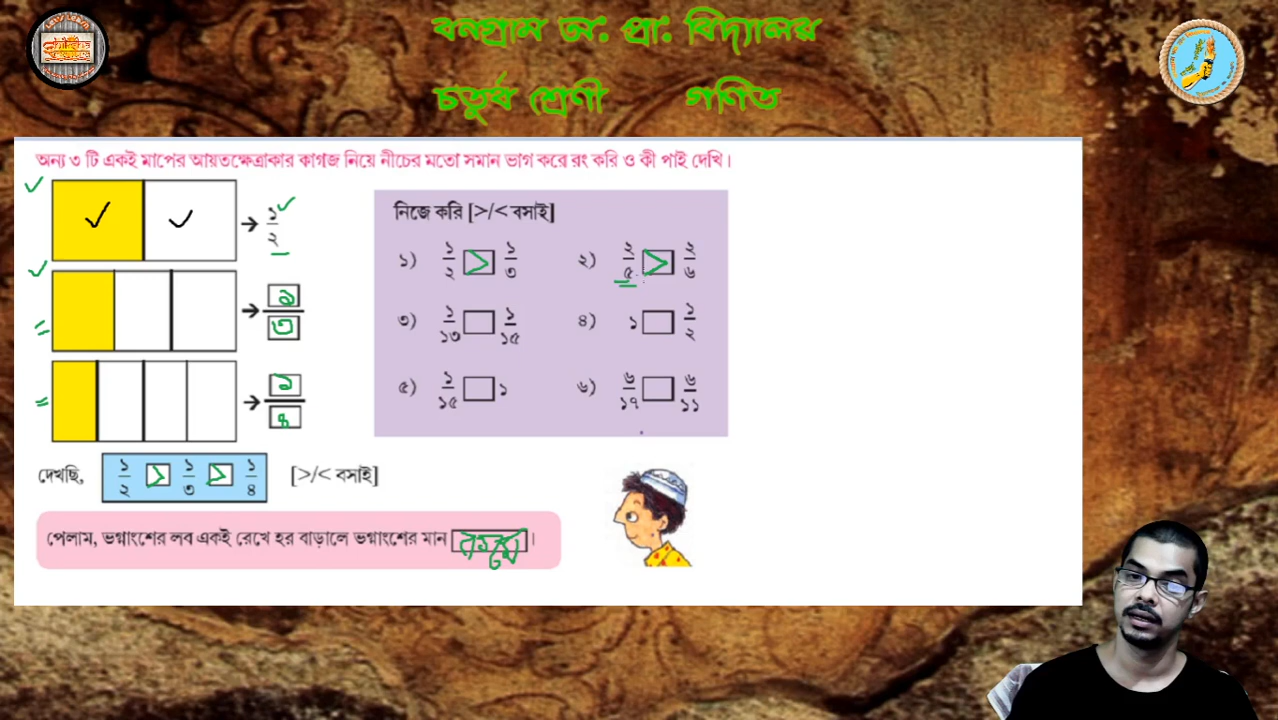 বনগ্রাম অ: প্রা: বিদ্যালয়
চতুর্থ শ্রেণী গণিত
অন্য ৩ টি একই মাপের আয়তক্ষেত্রাকার কাগজ নিয়ে নীচের মতো সমান ভাগ করে রং করি ও কী পাই দেখি।
→ ১/২
→ ১/৩
→ ১/৪
নিজে করি [>/< বসাই]
১) ১/২ > ১/৩ ২) ২/৫ > ২/৬
৩) ১/১৩ □ ১/১৫ ৪) ১ □ ১/২
৫) ১/১৫ □ ১ ৬) ৬/১৭ □ ৬/১১
দেখছি, ১/২ > ১/৩ > ১/৪ [>/< বসাই]
পেলাম, ভগ্নাংশের লব একই রেখে হর বাড়ালে ভগ্নাংশের মান □।